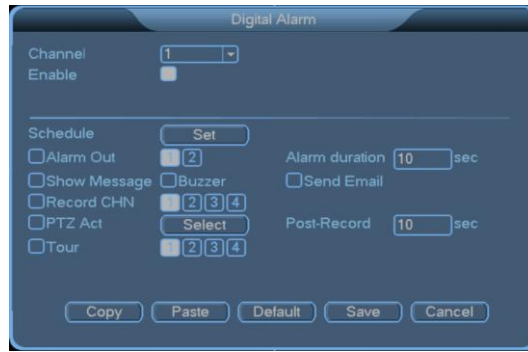 Digital Alarm
Channel 1
Enable
Schedule Set
Alarm Out 1 2 Alarm duration 10 sec
Show Message Buzzer Send Email
Record CHN 1 2 3 4
PTZ Act Select Post-Record 10 sec
Tour 1 2 3 4
Copy Paste Default Save Cancel